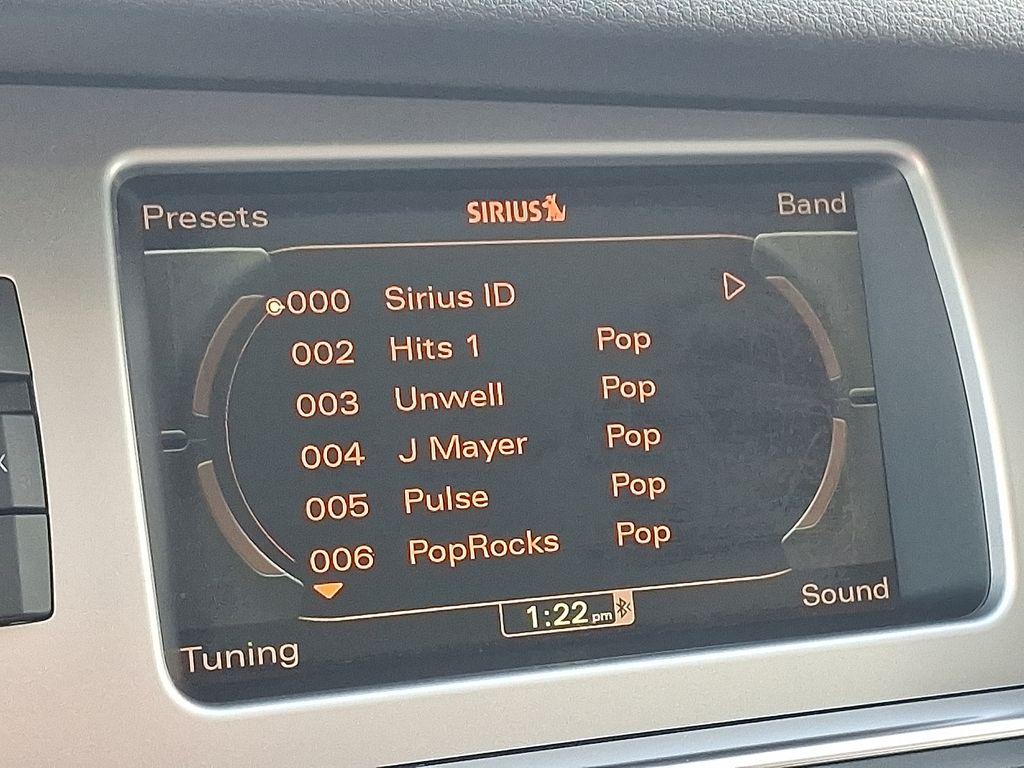 Presets SIRIUS Band
000 Sirius ID
002 Hits 1 Pop
003 Unwell Pop
004 J Mayer Pop
005 Pulse Pop
006 PopRocks Pop
1:22 pm
Sound
Tuning